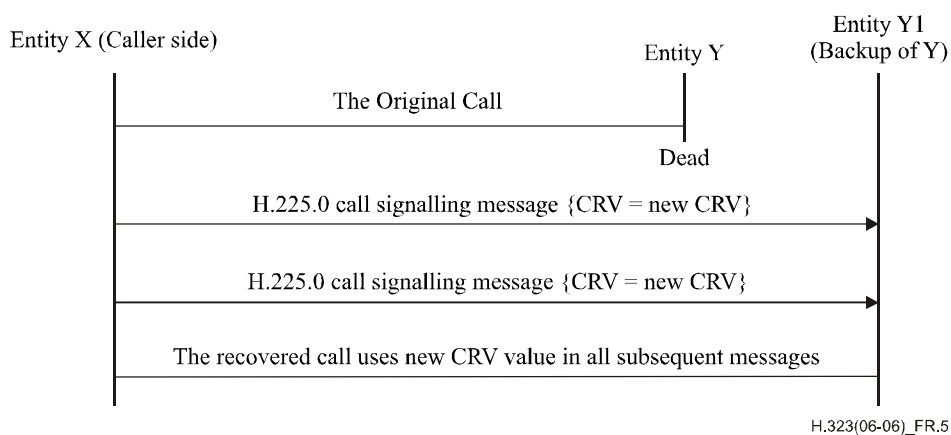 Entity X (Caller side)
Entity Y
Entity Y1
(Backup of Y)
The Original Call
Dead
H.225.0 call signalling message {CRV = new CRV}
H.225.0 call signalling message {CRV = new CRV}
The recovered call uses new CRV value in all subsequent messages
H.323(06-06)_FR.5